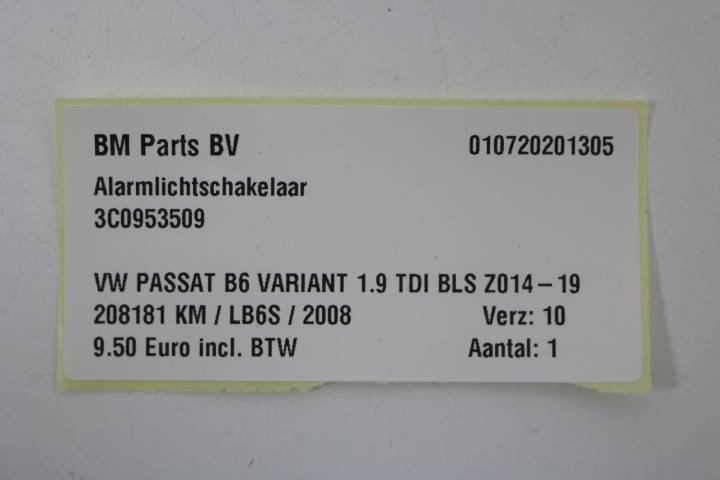 BM Parts BV 010720201305
Alarmlichtschakelaar
3C0953509
VW PASSAT B6 VARIANT 1.9 TDI BLS Z014-19
208181 KM / LB6S / 2008 Verz: 10
9.50 Euro incl. BTW Aantal: 1